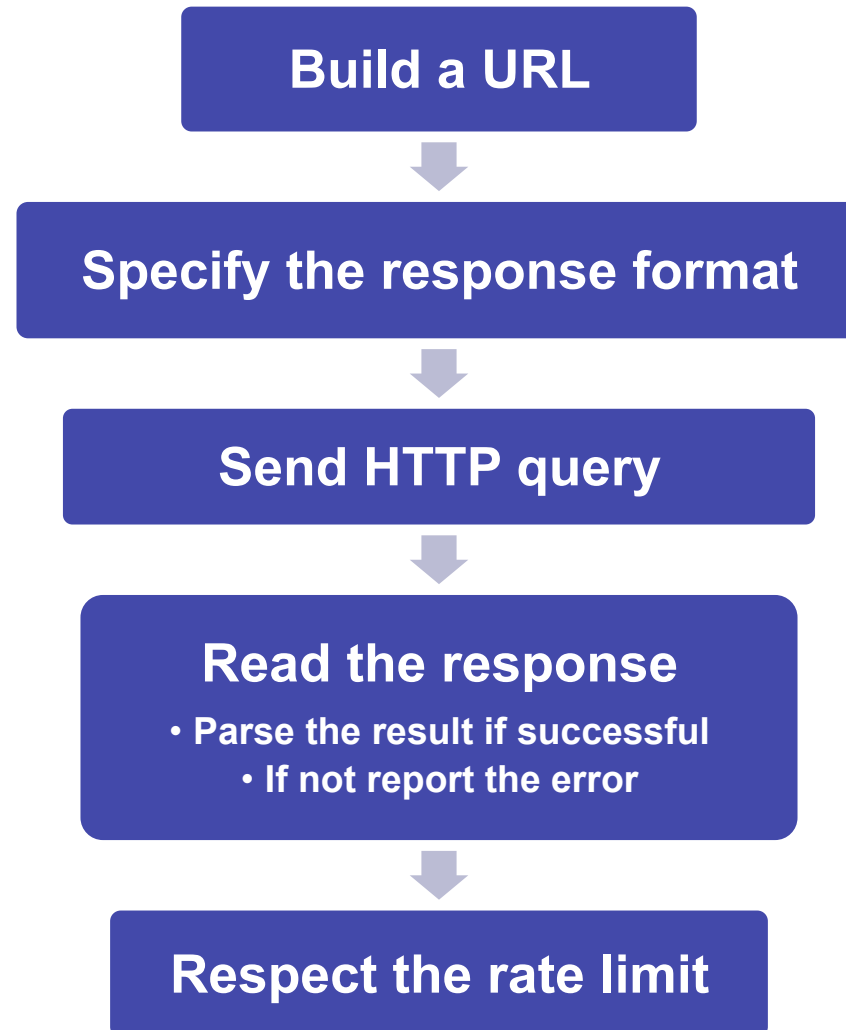 Build a URL
Specify the response format
Send HTTP query
Read the response
• Parse the result if successful
• If not report the error
Respect the rate limit